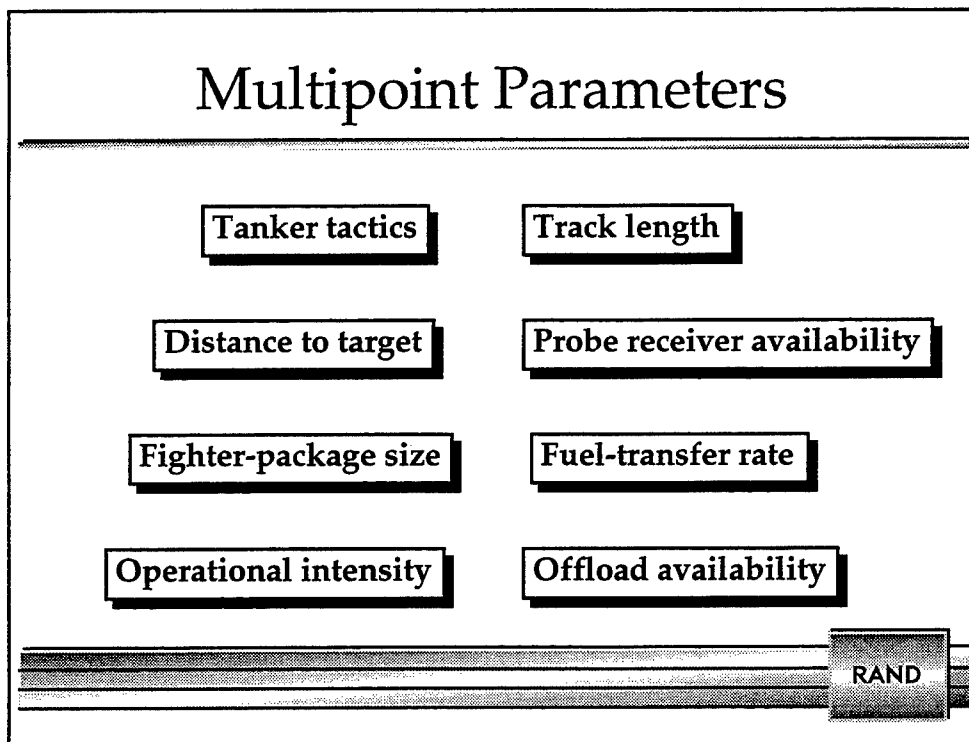 Multipoint Parameters
Tanker tactics
Track length
Distance to target
Probe receiver availability
Fighter-package size
Fuel-transfer rate
Operational intensity
Offload availability
RAND